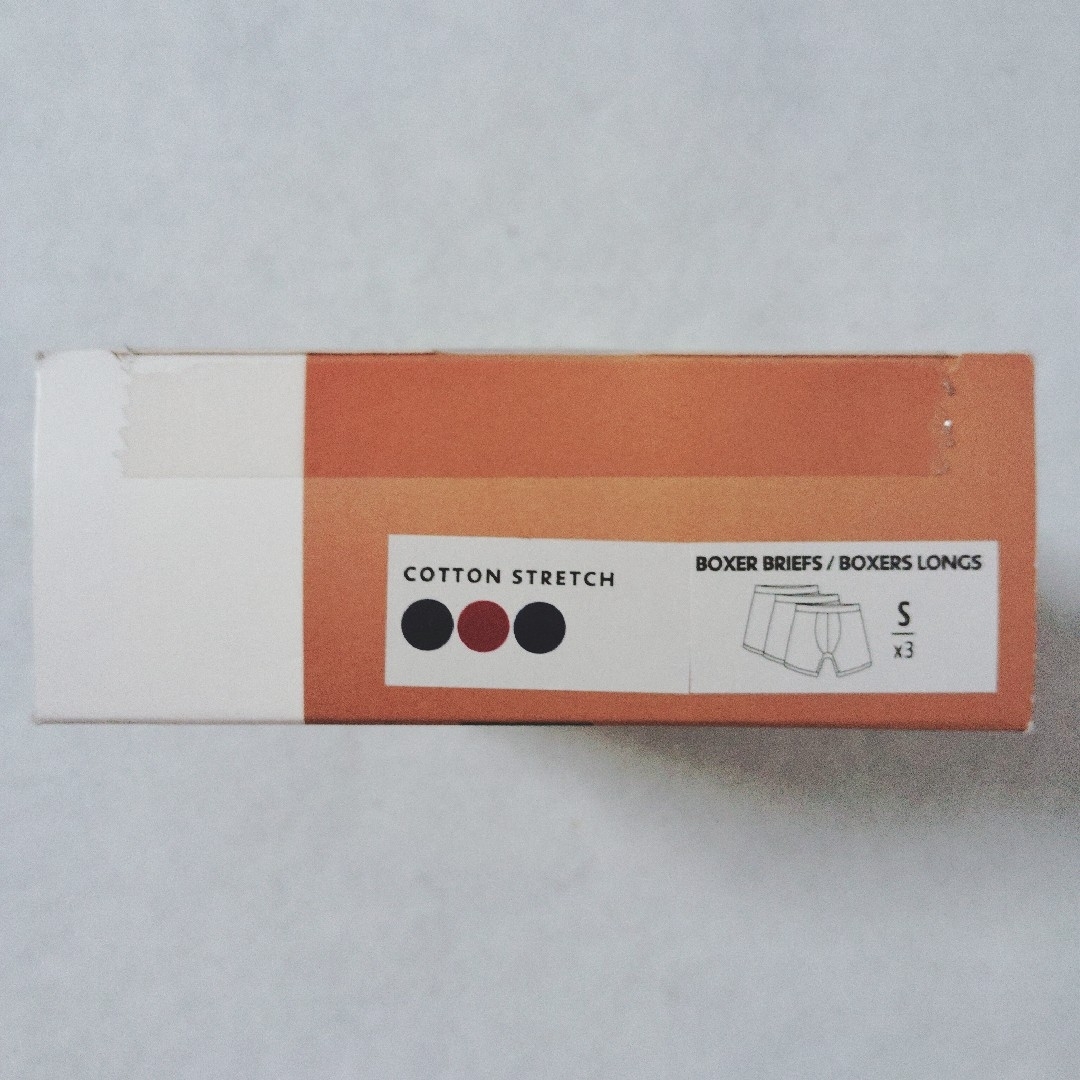 COTTON STRETCH
BOXER BRIEFS / BOXERS LONGS
S
x3